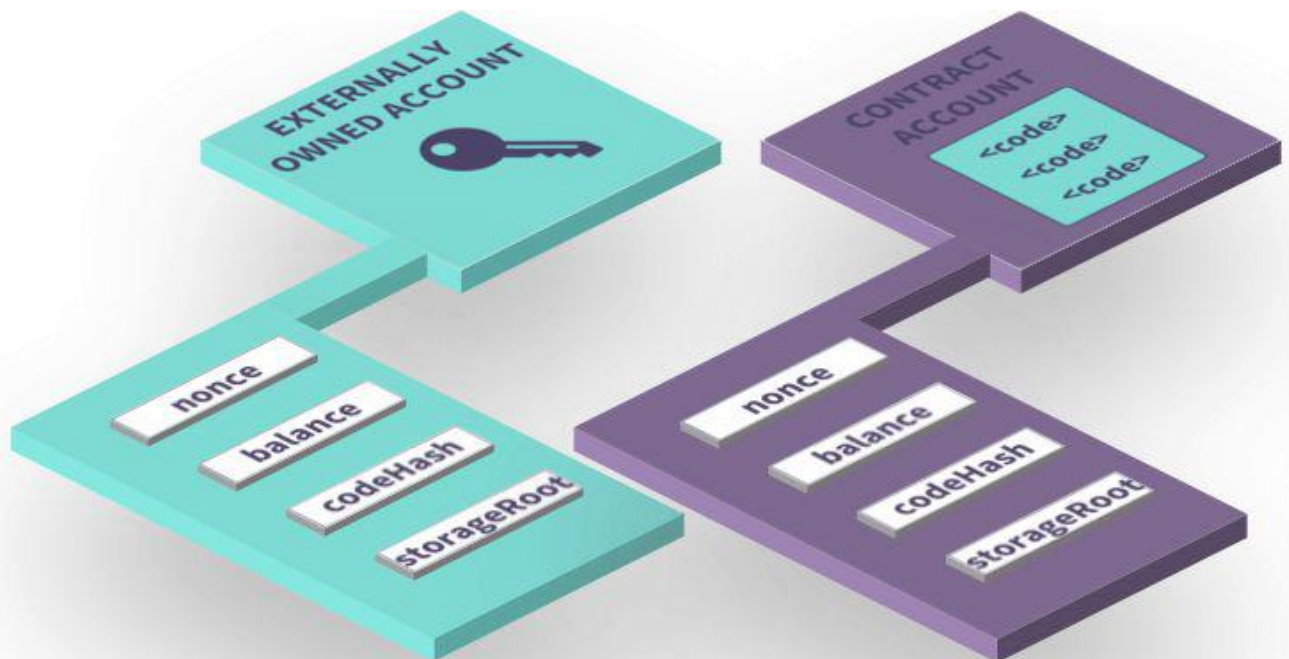 EXTERNALLY
OWNED ACCOUNT
nonce
balance
codeHash
storageRoot
CONTRACT
ACCOUNT
<code>
<code>
<code>
nonce
balance
codeHash
storageRoot